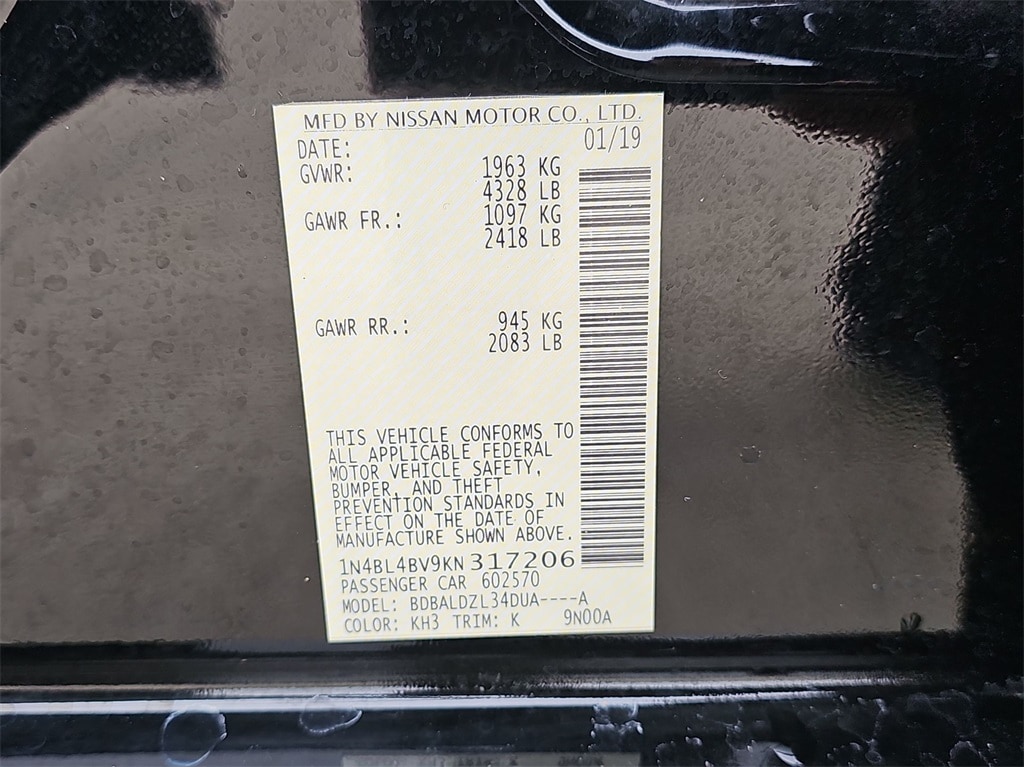 MFD BY NISSAN MOTOR CO., LTD.
DATE: 01/19
GVWR: 1963 KG
4328 LB
GAWR FR.: 1097 KG
2418 LB
GAWR RR.: 945 KG
2083 LB
THIS VEHICLE CONFORMS TO
ALL APPLICABLE FEDERAL
MOTOR VEHICLE SAFETY,
BUMPER, AND THEFT
PREVENTION STANDARDS IN
EFFECT ON THE DATE OF
MANUFACTURE SHOWN ABOVE.
1N4BL4BV9KN317206
PASSENGER CAR 602570
MODEL: BDBALDZL34DUA----A
COLOR: KH3 TRIM: K 9N00A